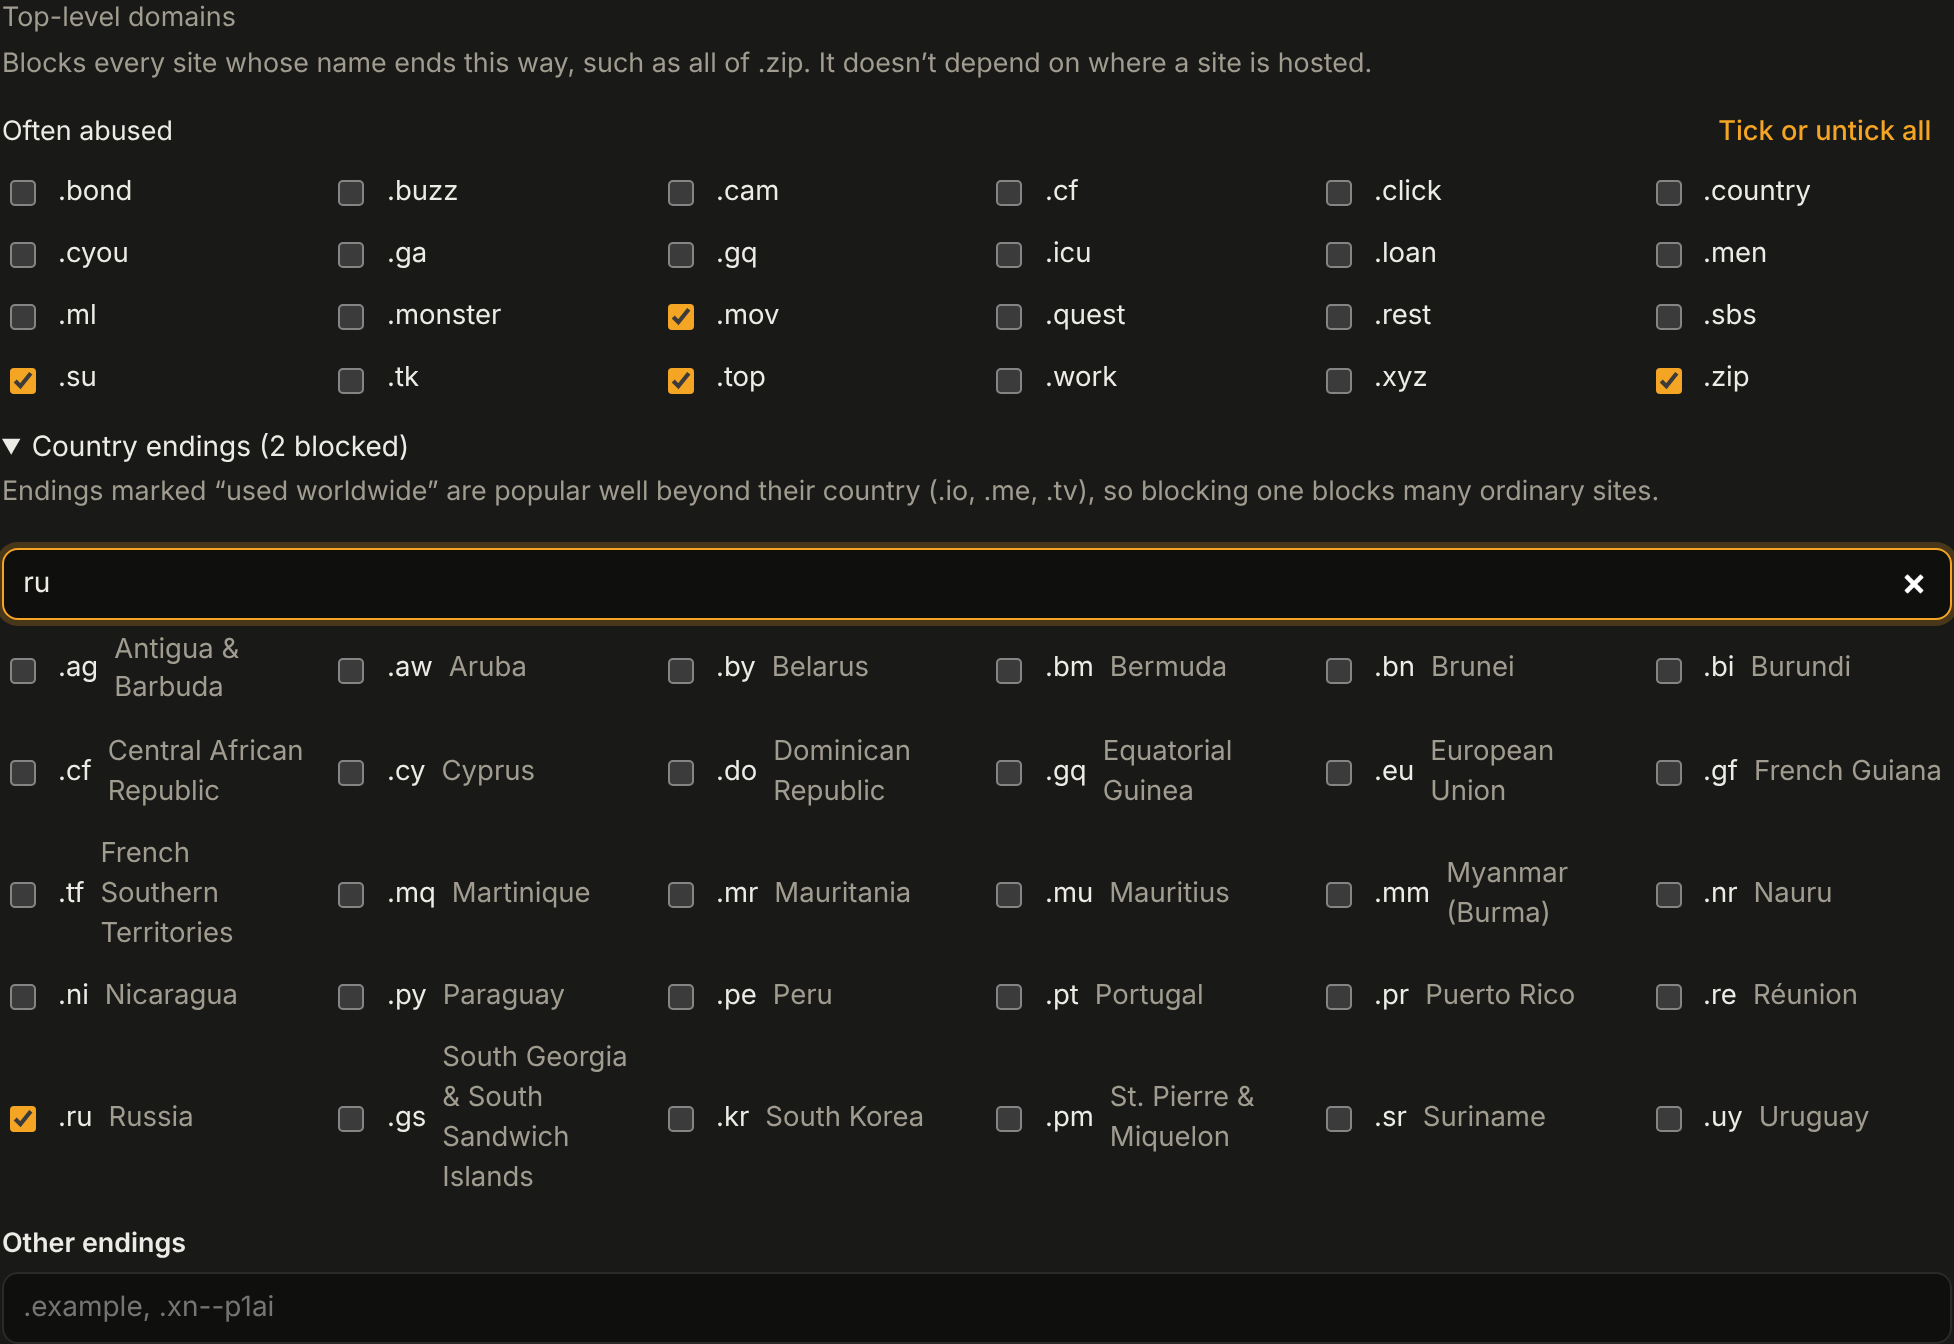 Top-level domains
Blocks every site whose name ends this way, such as all of .zip. It doesn’t depend on where a site is hosted.
Often abused
Tick or untick all
.bond .buzz .cam .cf .click .country
.cyou .ga .gq .icu .loan .men
.ml .monster .mov .quest .rest .sbs
.su .tk .top .work .xyz .zip
Country endings (2 blocked)
Endings marked “used worldwide” are popular well beyond their country (.io, .me, .tv), so blocking one blocks many ordinary sites.
ru
.ag Antigua & Barbuda
.aw Aruba
.by Belarus
.bm Bermuda
.bn Brunei
.bi Burundi
.cf Central African Republic
.cy Cyprus
.do Dominican Republic
.gq Equatorial Guinea
.eu European Union
.gf French Guiana
.tf French Southern Territories
.mq Martinique
.mr Mauritania
.mu Mauritius
.mm Myanmar (Burma)
.nr Nauru
.ni Nicaragua
.py Paraguay
.pe Peru
.pt Portugal
.pr Puerto Rico
.re Réunion
.ru Russia
.gs South Georgia & South Sandwich Islands
.kr South Korea
.pm St. Pierre & Miquelon
.sr Suriname
.uy Uruguay
Other endings
.example, .xn--p1ai